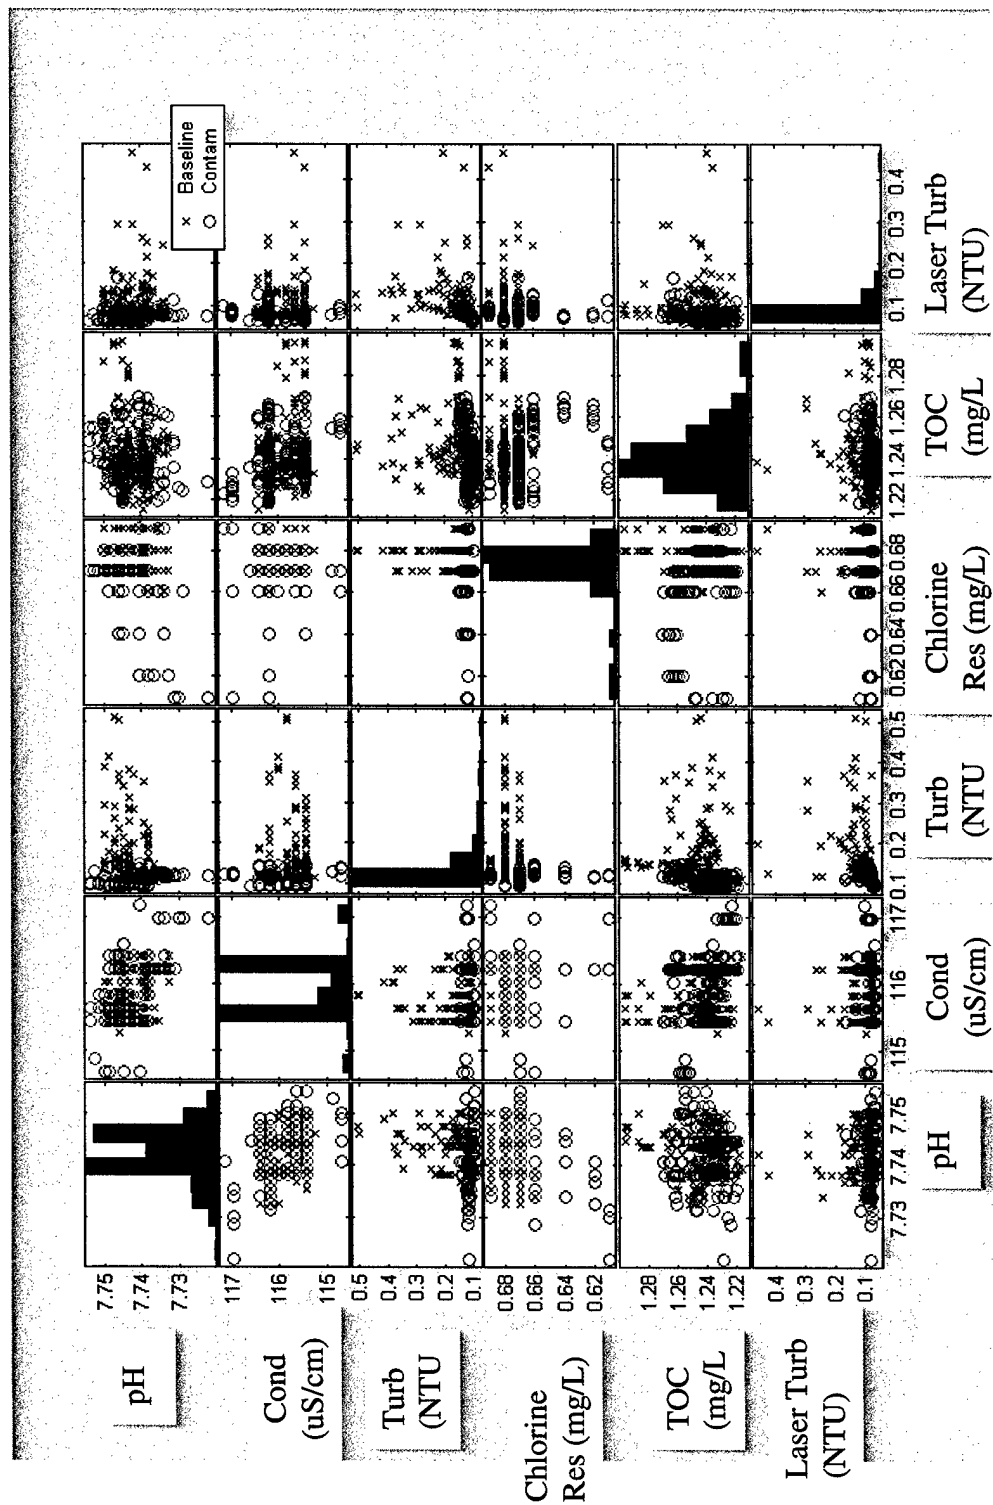 × Baseline
○ Contam
pH
7.75
7.74
7.73
Cond
(uS/cm)
117
116
115
Turb
(NTU)
0.5
0.4
0.3
0.2
0.1
Chlorine
Res (mg/L)
0.68
0.66
0.64
0.62
TOC
(mg/L
1.28
1.26
1.24
1.22
Laser Turb
(NTU)
0.4
0.3
0.2
0.1
7.73 7.74 7.75 115 116 117 0.1 0.2 0.3 0.4 0.5 0.62 0.64 0.66 0.68 1.22 1.24 1.26 1.28 0.1 0.2 0.3 0.4
pH
Cond
(uS/cm)
Turb
(NTU
Chlorine
Res (mg/L)
TOC
(mg/L
Laser Turb
(NTU)